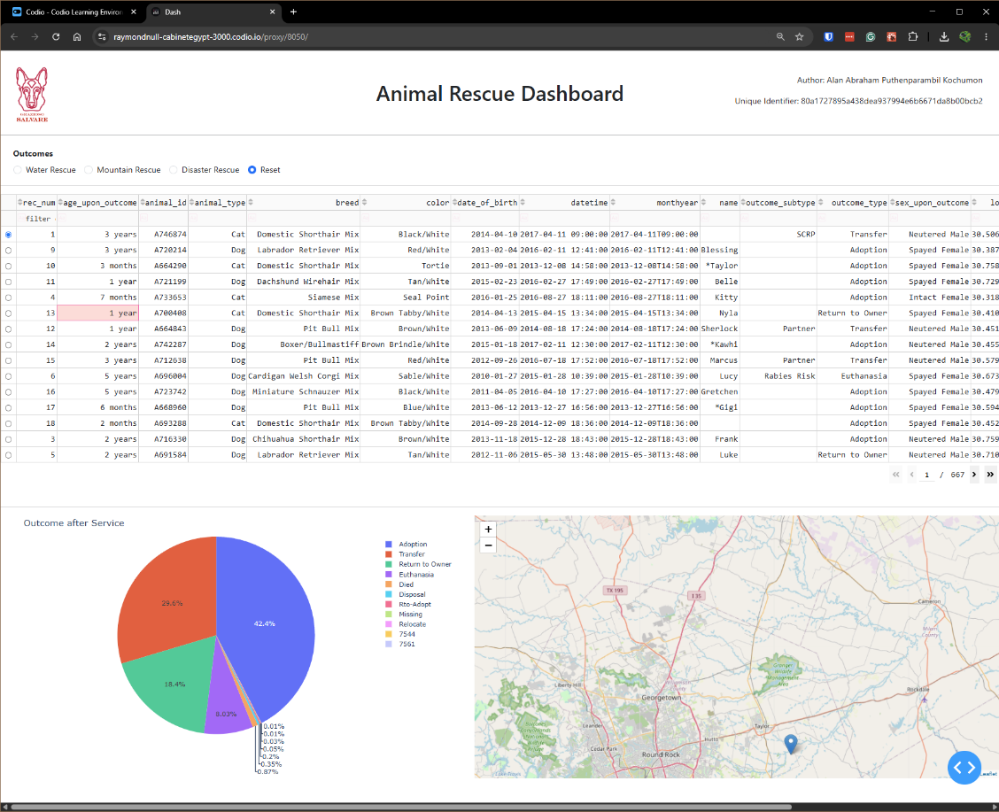 Codio - Codio Learning Environ
Dash
raymondnull-cabinetegypt-3000.codio.io/proxy/8050/
GRAZIOSO
SALVARE
Animal Rescue Dashboard
Author: Alan Abraham Puthenparambil Kochumon
Unique Identifier: 80a1727895a438dea937994e6b6671da8b00bcb2
Outcomes
Water Rescue Mountain Rescue Disaster Rescue Reset
rec_num age_upon_outcome animal_id animal_type breed color date_of_birth datetime monthyear name outcome_subtype outcome_type sex_upon_outcome lo
filter
1 3 years A746874 Cat Domestic Shorthair Mix Black/White 2014-04-10 2017-04-11 09:00:00 2017-04-11T09:00:00 SCRP Transfer Neutered Male 30.506
9 3 years A720214 Dog Labrador Retriever Mix Red/White 2013-02-04 2016-02-11 12:41:00 2016-02-11T12:41:00 Blessing Adoption Spayed Female 30.387
10 3 months A664290 Cat Domestic Shorthair Mix Tortie 2013-09-01 2013-12-08 14:58:00 2013-12-08T14:58:00 *Taylor Adoption Spayed Female 30.758
11 1 year A721199 Dog Dachshund Wirehair Mix Tan/White 2015-02-23 2016-02-27 17:49:00 2016-02-27T17:49:00 Belle Adoption Spayed Female 30.729
4 7 months A733653 Cat Siamese Mix Seal Point 2016-01-25 2016-08-27 18:11:00 2016-08-27T18:11:00 Kitty Adoption Intact Female 30.318
13 1 year A700408 Cat Domestic Shorthair Mix Brown Tabby/White 2014-04-13 2015-04-15 13:34:00 2015-04-15T13:34:00 Nyla Return to Owner Spayed Female 30.410
12 1 year A664843 Dog Pit Bull Mix Brown/White 2013-06-09 2014-08-18 17:24:00 2014-08-18T17:24:00 Sherlock Partner Transfer Neutered Male 30.451
14 2 years A742287 Dog Boxer/Bullmastiff Brown Brindle/White 2015-01-18 2017-02-11 12:30:00 2017-02-11T12:30:00 *Kawhi Adoption Neutered Male 30.455
15 3 years A712638 Dog Pit Bull Mix Red/White 2012-09-26 2016-07-18 17:52:00 2016-07-18T17:52:00 Marcus Partner Transfer Neutered Male 30.579
6 5 years A696004 Dog Cardigan Welsh Corgi Mix Sable/White 2010-01-27 2015-01-28 10:39:00 2015-01-28T10:39:00 Lucy Rabies Risk Euthanasia Neutered Male 30.673
16 5 years A723742 Dog Miniature Schnauzer Mix Black/White 2011-04-05 2016-04-10 17:27:00 2016-04-10T17:27:00 Gretchen Adoption Spayed Female 30.479
17 6 months A668960 Dog Pit Bull Mix Blue/White 2013-06-12 2013-12-27 16:56:00 2013-12-27T16:56:00 *Gigi Adoption Spayed Female 30.594
18 2 months A693288 Cat Domestic Shorthair Mix Brown Tabby/White 2014-09-28 2014-12-09 18:36:00 2014-12-09T18:36:00 Adoption Spayed Female 30.452
3 2 years A716330 Dog Chihuahua Shorthair Mix Brown/White 2013-11-18 2015-12-28 18:43:00 2015-12-28T18:43:00 Frank Adoption Neutered Male 30.759
5 2 years A691584 Dog Labrador Retriever Mix Tan/White 2012-11-06 2015-05-30 13:48:00 2015-05-30T13:48:00 Luke Return to Owner Neutered Male 30.710
1 / 667
Outcome after Service
42.4%
29.6%
18.4%
8.03%
0.01%
0.01%
0.03%
0.05%
0.2%
0.35%
0.87%
Adoption
Transfer
Return to Owner
Euthanasia
Died
Disposal
Rto-Adopt
Missing
Relocate
7544
7561
+
−
TX 195
I 35
Cameron
Milam
County
Granger
Wildlife
Management
Area
Liberty Hill
Georgetown
Rockdale
Leander
Taylor
Hutto
Cedar Park
Round Rock
Lake Travis
Leaflet